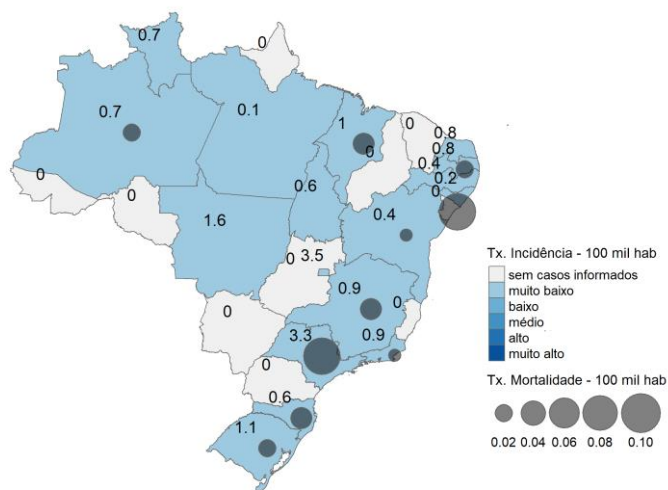 0.7
0
0.7
0.1
1
0
0
0.8
0.8
0.4
0.2
0
0
0
0.6
1.6
0.4
0 3.5
0.9
0
0
0.9
3.3
0
0.6
1.1
Tx. Incidência - 100 mil hab
sem casos informados
muito baixo
baixo
médio
alto
muito alto
Tx. Mortalidade - 100 mil hab
0.02 0.04 0.06 0.08 0.10